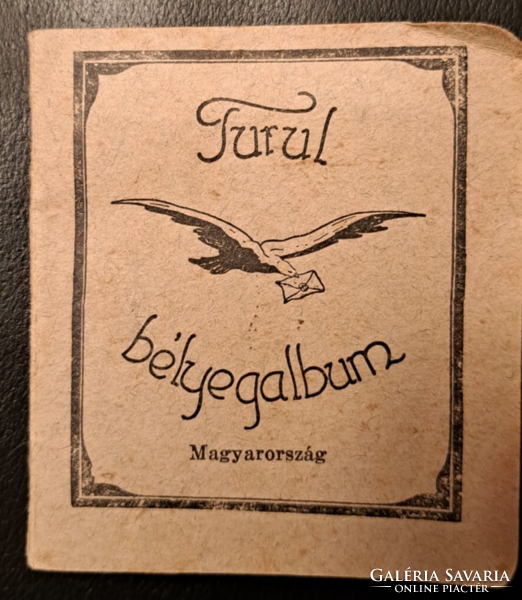 Turul
bélyegalbum
Magyarország
GALÉRIA SAVARIA
ONLINE PIACTÉR